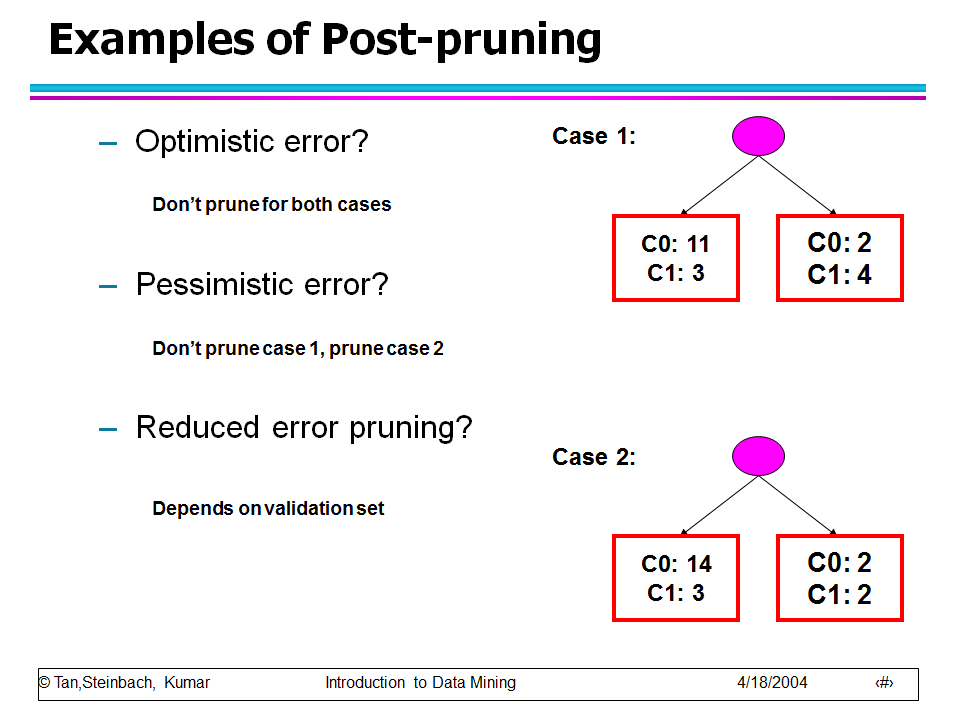 Examples of Post-pruning
– Optimistic error?
Don’t prune for both cases
– Pessimistic error?
Don’t prune case 1, prune case 2
– Reduced error pruning?
Depends on validation set
Case 1:
C0: 11
C1: 3
C0: 2
C1: 4
Case 2:
C0: 14
C1: 3
C0: 2
C1: 2
© Tan,Steinbach, Kumar Introduction to Data Mining 4/18/2004 ‹#›